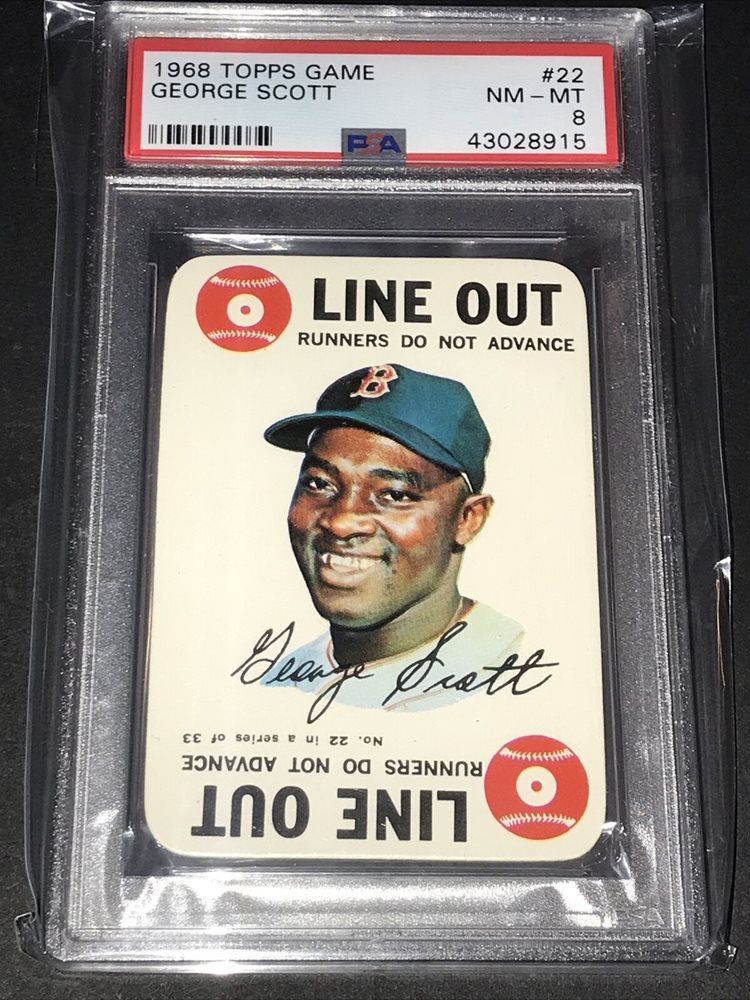 1968 TOPPS GAME #22
GEORGE SCOTT NM - MT
8
PSA 43028915
LINE OUT
RUNNERS DO NOT ADVANCE
B
George Scott
No. 22 in a series of 33
RUNNERS DO NOT ADVANCE
LINE OUT
PSA